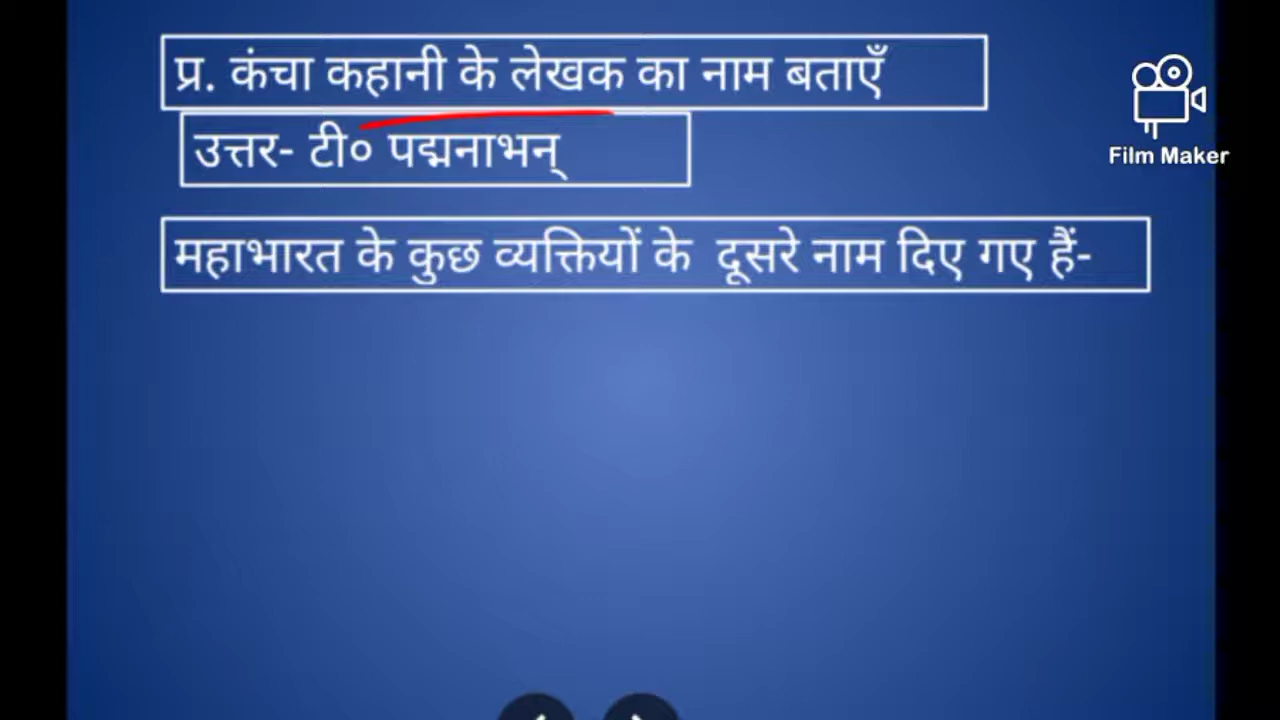 प्र. कंचा कहानी के लेखक का नाम बताएँ
उत्तर- टी० पद्मनाभन्
महाभारत के कुछ व्यक्तियों के दूसरे नाम दिए गए हैं-
Film Maker